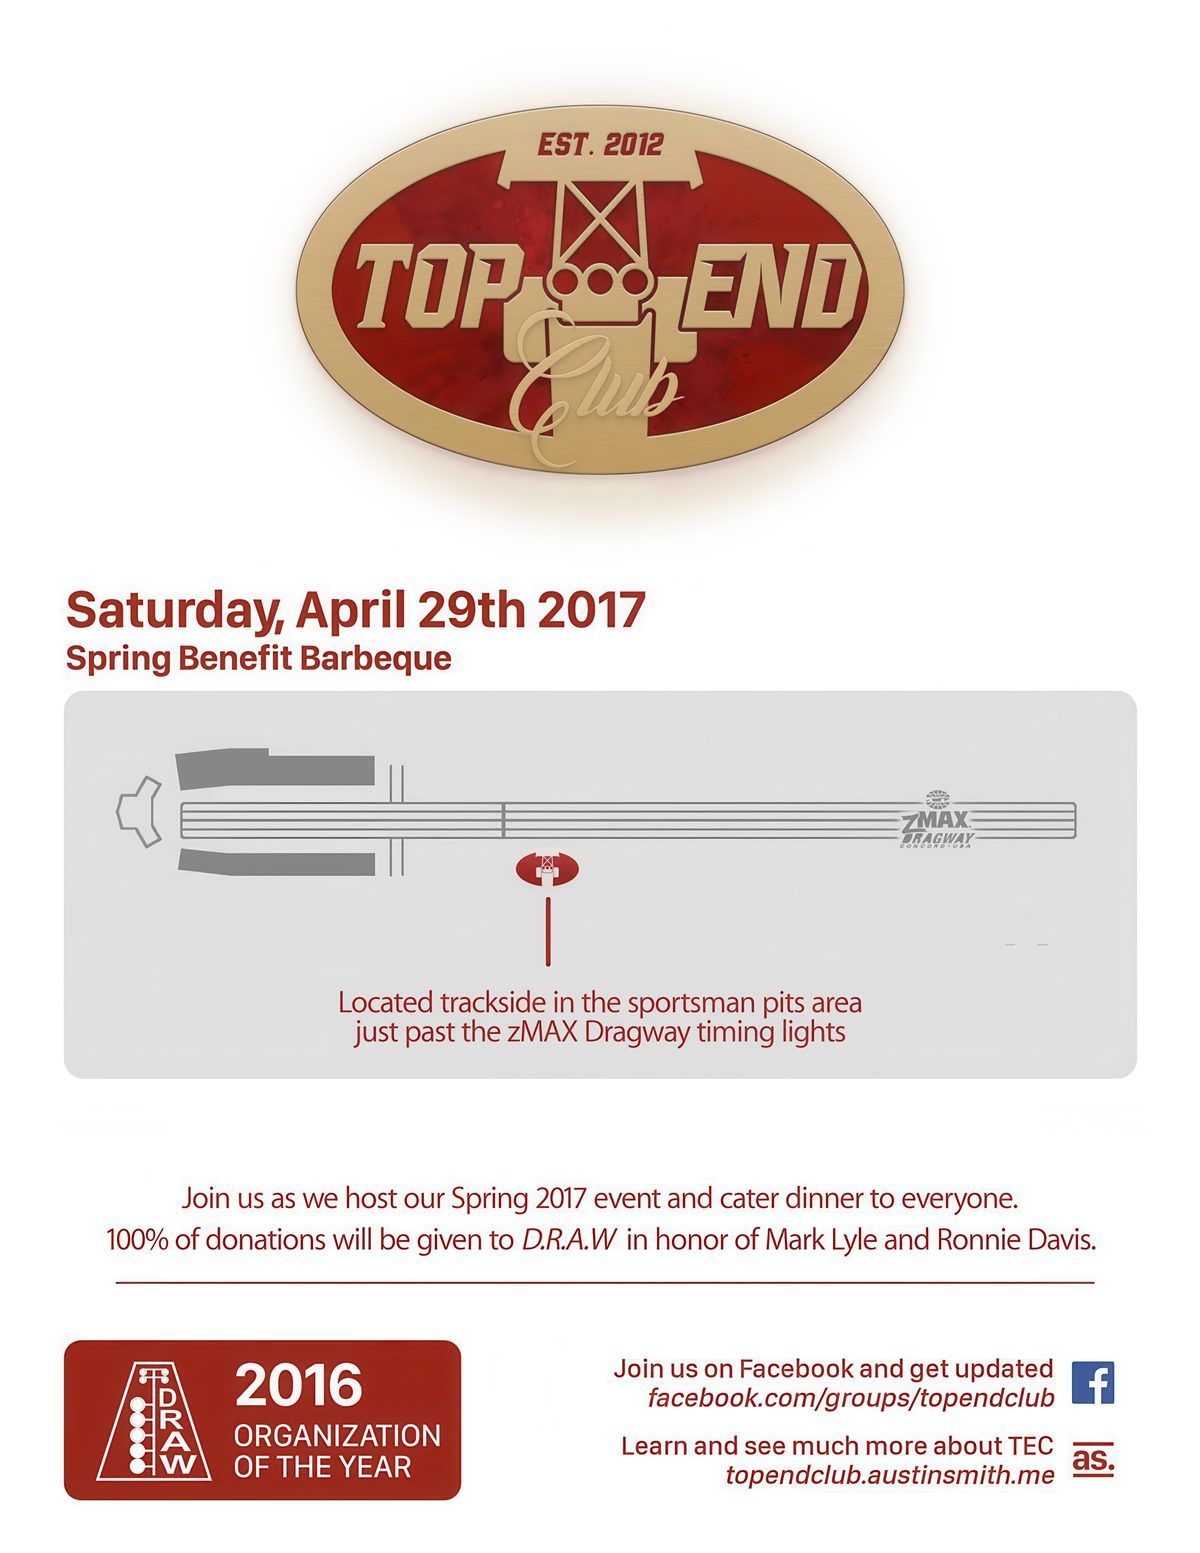 EST. 2012
TOP END
Club
Saturday, April 29th 2017
Spring Benefit Barbeque
ZMAX
DRAGWAY
CONCORD • USA
Located trackside in the sportsman pits area
just past the zMAX Dragway timing lights
Join us as we host our Spring 2017 event and cater dinner to everyone.
100% of donations will be given to D.R.A.W in honor of Mark Lyle and Ronnie Davis.
DRAW
2016
ORGANIZATION
OF THE YEAR
Join us on Facebook and get updated
facebook.com/groups/topendclub
f
Learn and see much more about TEC
topendclub.austinsmith.me
as.